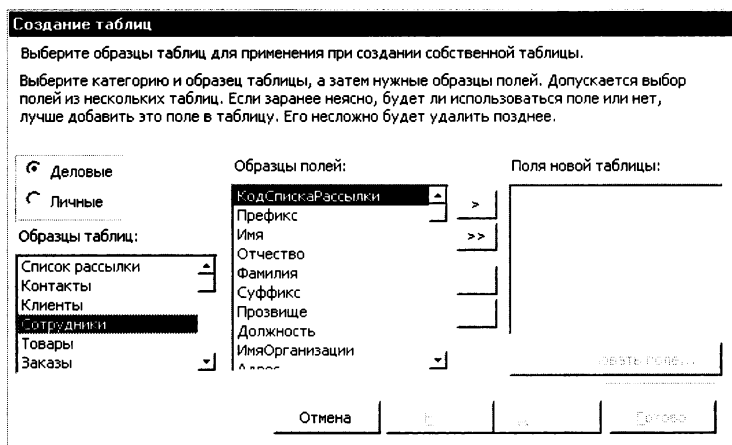 Создание таблиц
Выберите образцы таблиц для применения при создании собственной таблицы.
Выберите категорию и образец таблицы, а затем нужные образцы полей. Допускается выбор
полей из нескольких таблиц. Если заранее неясно, будет ли использоваться поле или нет,
лучше добавить это поле в таблицу. Его несложно будет удалить позднее.
Деловые
Личные
Образцы таблиц:
Список рассылки
Контакты
Клиенты
Сотрудники
Товары
Заказы
Образцы полей:
КодСпискаРассылки
Префикс
Имя
Отчество
Фамилия
Суффикс
Прозвище
Должность
ИмяОрганизации
Адрес
>
>>
Поля новой таблицы:
поле...
Отмена
Готово